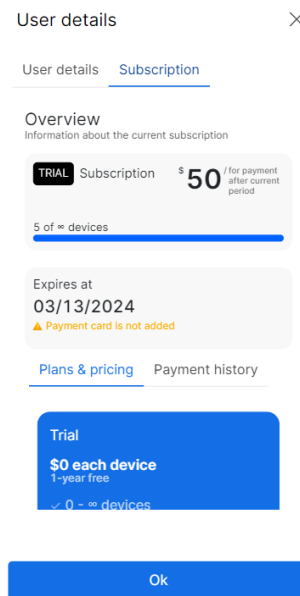 User details
User details Subscription
Overview
Information about the current subscription
TRIAL Subscription
$50 / for payment
after current
period
5 of ∞ devices
Expires at
03/13/2024
Payment card is not added
Plans & pricing Payment history
Trial
$0 each device
1-year free
✓ 0 - ∞ devices
Ok